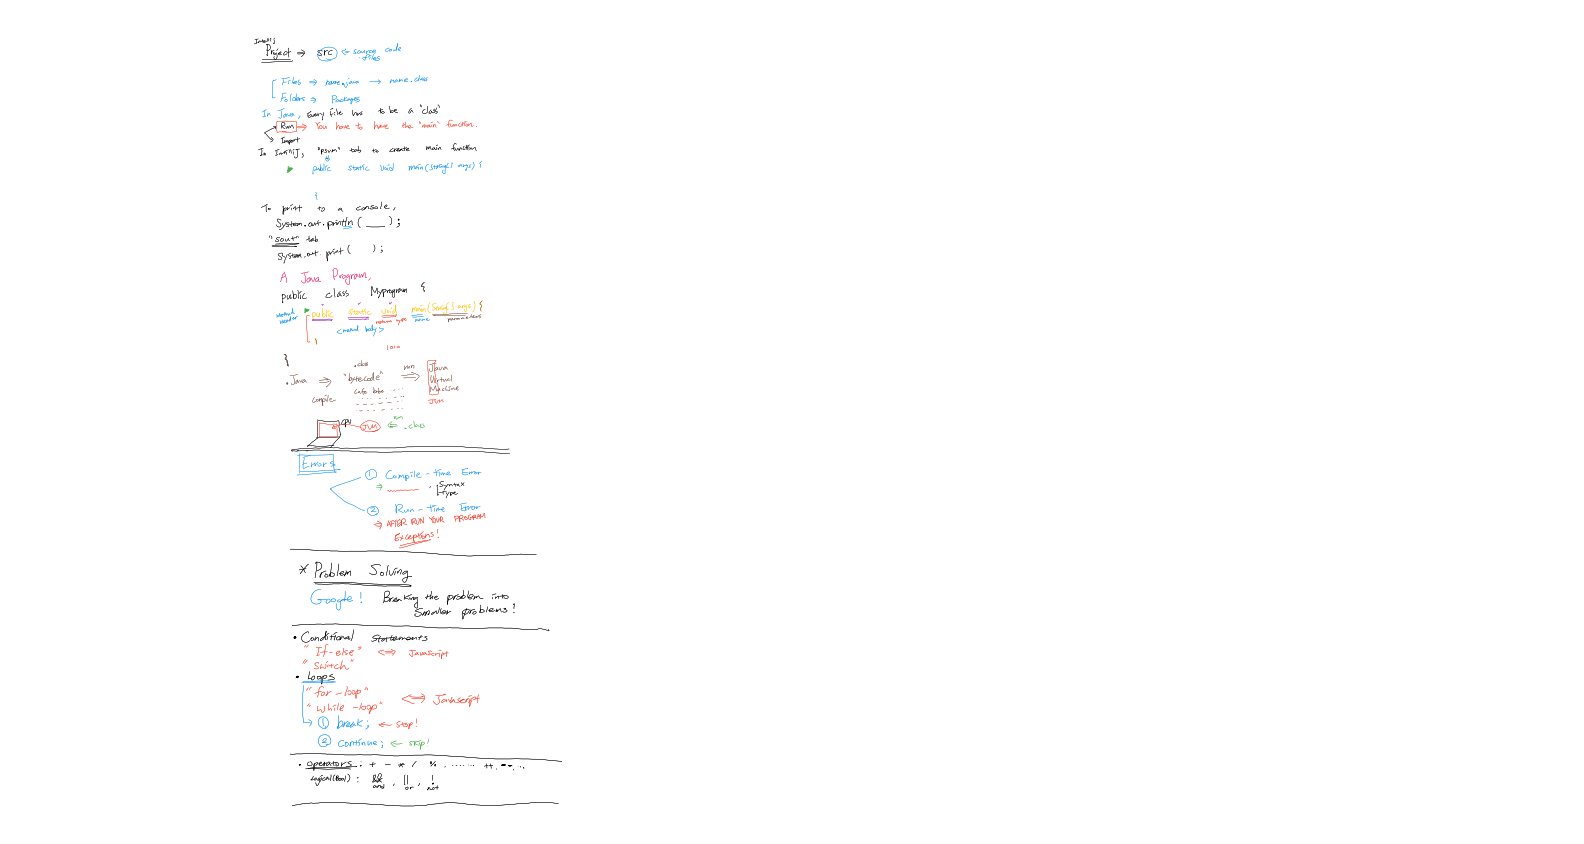 Intellij
Project ⇒ src ⇐ source code files
Files ⇒ name.java → name.class
Folders ⇒ Packages
In Java, Every file has to be a "class"
Run ⇒ You have to have the "main" function.
Import
In IntelliJ, "psvm" tab to create main function
public static void main(String[] args) {
}
To print to a console,
System.out.println ( ___ ) ;
"sout" tab
System.out.print ( ) ;
A Java Program,
public class Myprogram {
method header public static void main(String[] args) {
return type name parameters
<method body>
}
1010
}
.class
.Java ⇒ "bytecode" run ⇒ Java Virtual Machine
compile cafe babe
JVM
CPU JVM ⇐ run .class
Errors
① Compile-time Error
⇒ Syntax
Type
② Run-time Error
⇒ AFTER RUN YOUR PROGRAM
Exceptions!
* Problem Solving
Google! Breaking the problem into
Smaller problems!
• Conditional Statements
"If-else" ⇔ Javascript
"Switch"
• Loops
"for-loop"
"while-loop" ⇔ Javascript
① break; ← stop!
② Continue; ← skip!
• Operators : + - * / % ....... ++, --, ..
Logical(Bool) : && , || , !
and or not